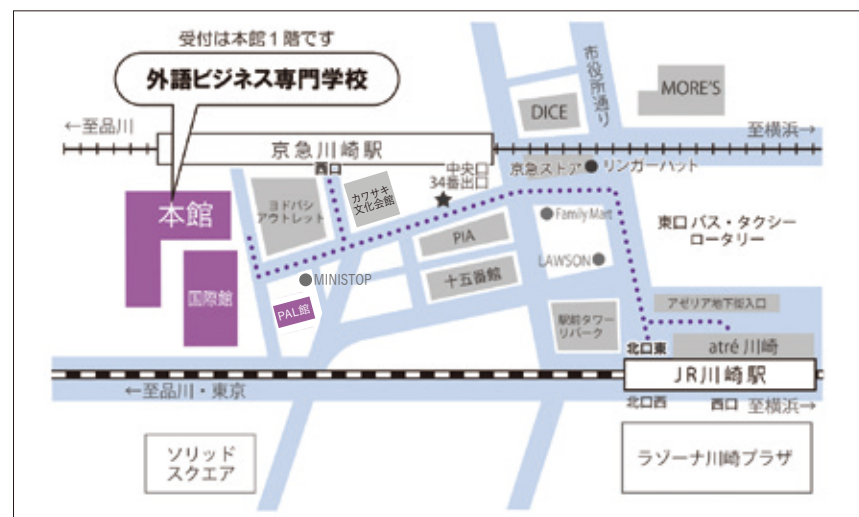 受付は本館1階です
外語ビジネス専門学校
←至品川
京急川崎駅
西口
中央口
34番出口
DICE
市役所通り
MORE'S
至横浜→
京急ストア
リンガーハット
本館
国際館
PAL館
ヨドバシ
アウトレット
カワサキ
文化会館
MINISTOP
PIA
十五番館
Family Mart
LAWSON
東口 バス・タクシー
ロータリー
駅前タワー
リパーク
アゼリア地下街入口
北口東
atré 川崎
JR川崎駅
←至品川・東京
北口西
西口
至横浜→
ソリッド
スクエア
ラゾーナ川崎プラザ